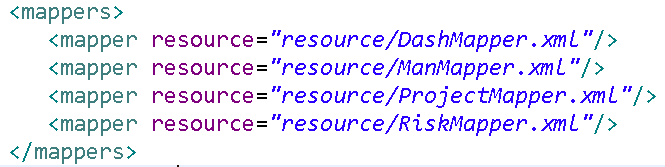 <mappers>
<mapper resource="resource/DashMapper.xml"/>
<mapper resource="resource/ManMapper.xml"/>
<mapper resource="resource/ProjectMapper.xml"/>
<mapper resource="resource/RiskMapper.xml"/>
</mappers>